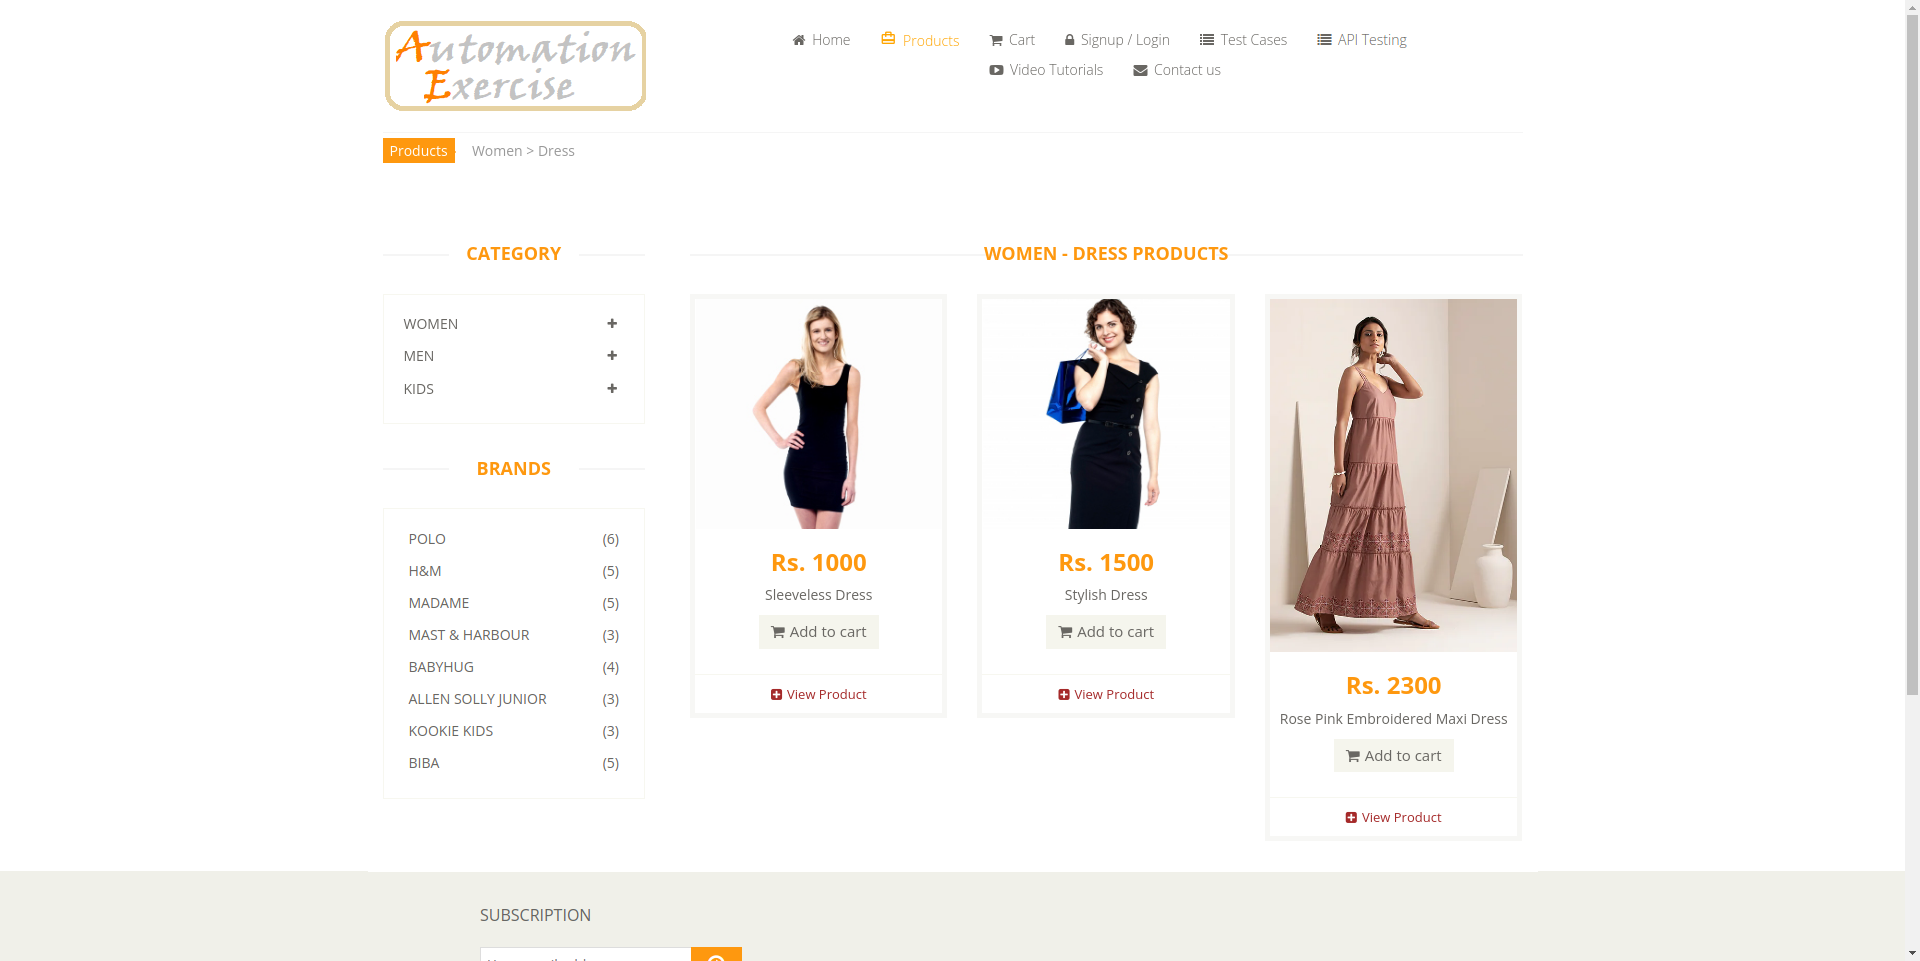 Automation
Exercise
Home
Products
Cart
Signup / Login
Test Cases
API Testing
Video Tutorials
Contact us
Products
Women > Dress
CATEGORY
WOMEN
MEN
KIDS
BRANDS
POLO (6)
H&M (5)
MADAME (5)
MAST & HARBOUR (3)
BABYHUG (4)
ALLEN SOLLY JUNIOR (3)
KOOKIE KIDS (3)
BIBA (5)
WOMEN - DRESS PRODUCTS
Rs. 1000
Sleeveless Dress
Add to cart
View Product
Rs. 1500
Stylish Dress
Add to cart
View Product
Rs. 2300
Rose Pink Embroidered Maxi Dress
Add to cart
View Product
SUBSCRIPTION